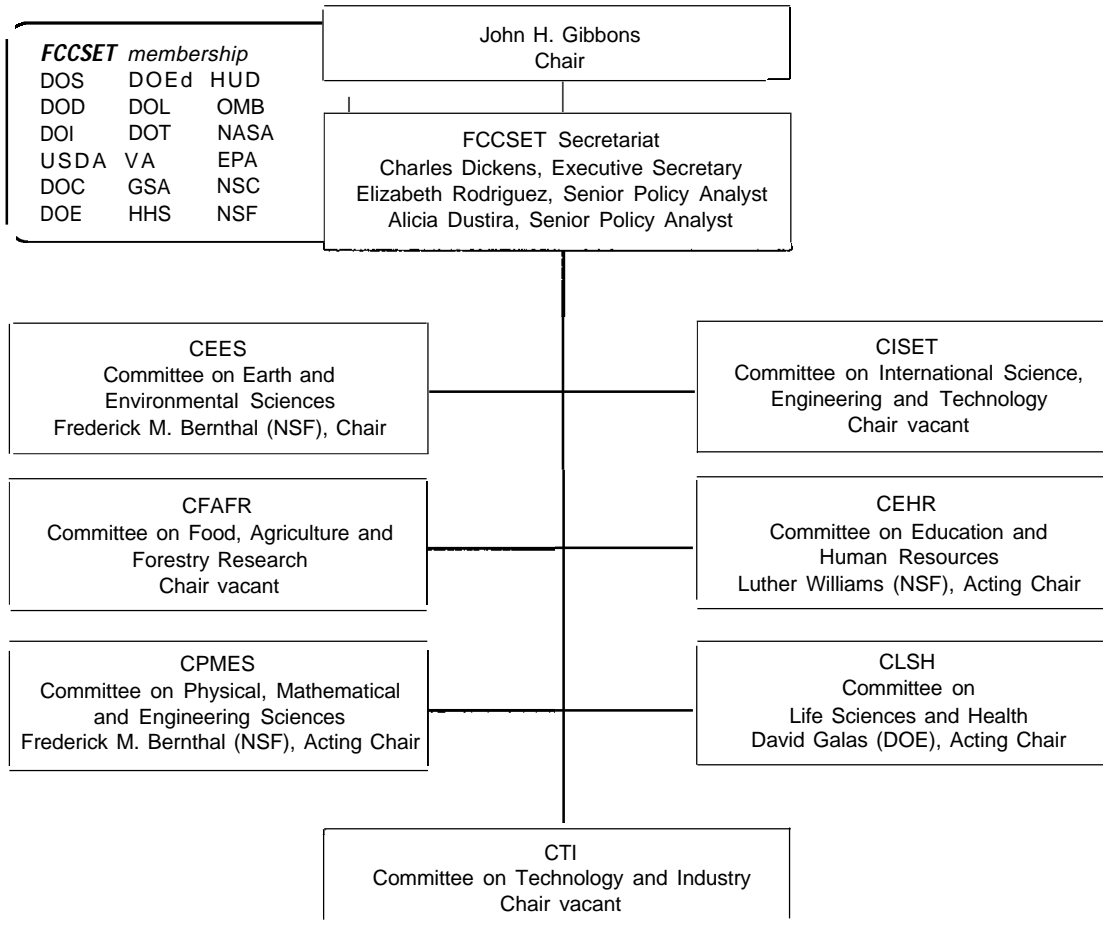 FCCSET membership
DOS DOEd HUD
DOD DOL OMB
DOI DOT NASA
USDA VA EPA
DOC GSA NSC
DOE HHS NSF
John H. Gibbons
Chair
FCCSET Secretariat
Charles Dickens, Executive Secretary
Elizabeth Rodriguez, Senior Policy Analyst
Alicia Dustira, Senior Policy Analyst
CEES
Committee on Earth and
Environmental Sciences
Frederick M. Bernthal (NSF), Chair
CISET
Committee on International Science,
Engineering and Technology
Chair vacant
CFAFR
Committee on Food, Agriculture and
Forestry Research
Chair vacant
CEHR
Committee on Education and
Human Resources
Luther Williams (NSF), Acting Chair
CPMES
Committee on Physical, Mathematical
and Engineering Sciences
Frederick M. Bernthal (NSF), Acting Chair
CLSH
Committee on
Life Sciences and Health
David Galas (DOE), Acting Chair
CTI
Committee on Technology and Industry
Chair vacant